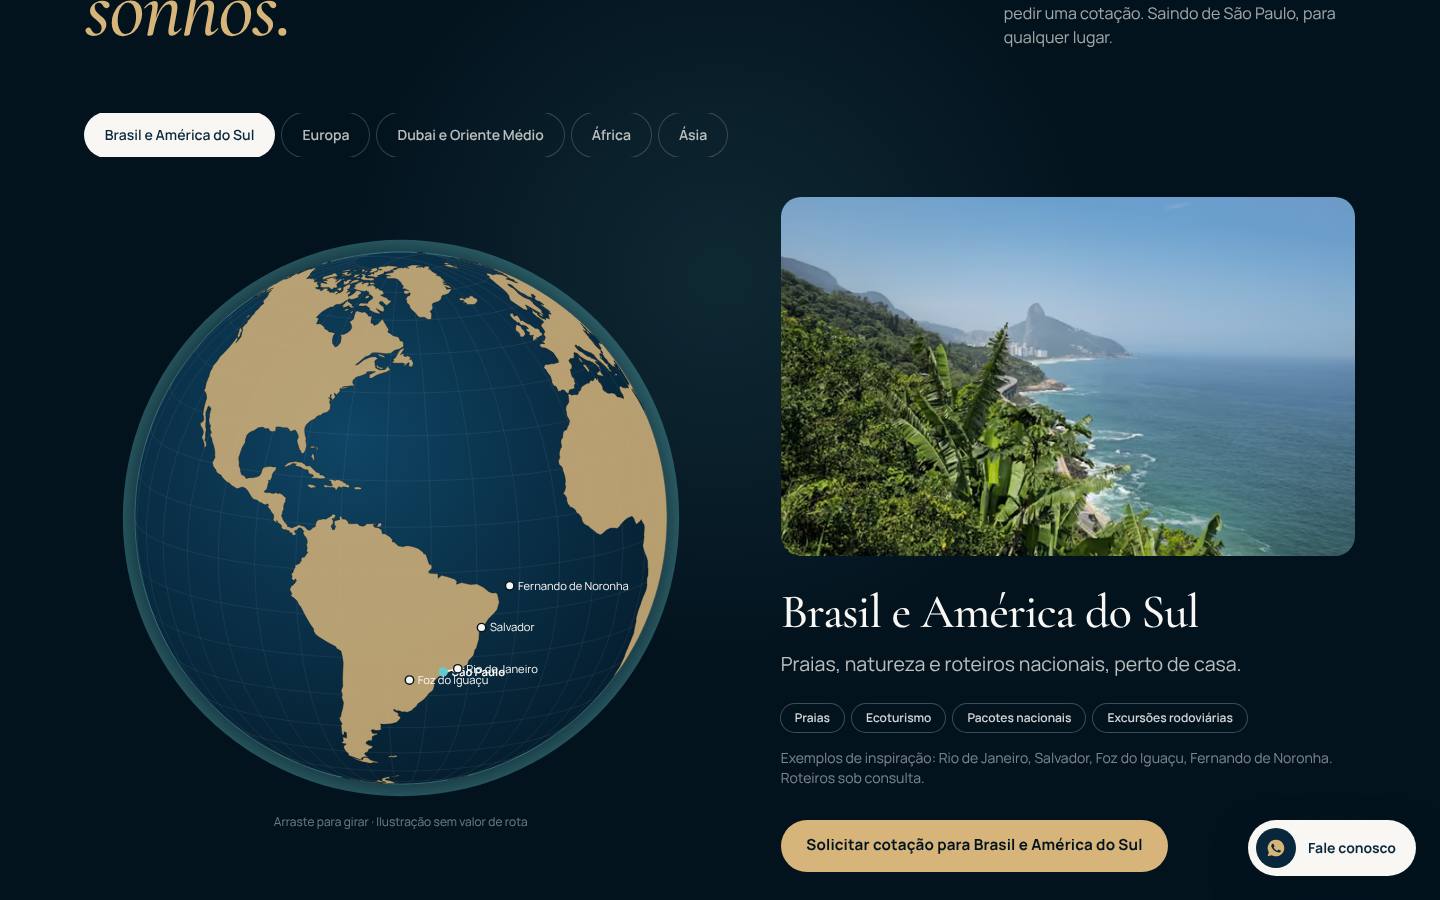 sonhos.
pedir uma cotação. Saindo de São Paulo, para
qualquer lugar.
Brasil e América do Sul
Europa
Dubai e Oriente Médio
África
Ásia
Fernando de Noronha
Salvador
Rio de Janeiro
São Paulo
Foz do Iguaçu
Arraste para girar · Ilustração sem valor de rota
Brasil e América do Sul
Praias, natureza e roteiros nacionais, perto de casa.
Praias
Ecoturismo
Pacotes nacionais
Excursões rodoviárias
Exemplos de inspiração: Rio de Janeiro, Salvador, Foz do Iguaçu, Fernando de Noronha.
Roteiros sob consulta.
Solicitar cotação para Brasil e América do Sul
Fale conosco